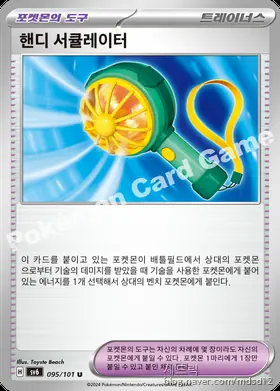 포켓몬의 도구
트레이너스
핸디 서큘레이터
Pokémon Card Game
이 카드를 붙이고 있는 포켓몬이 배틀필드에서 상대의 포켓몬
으로부터 기술의 데미지를 받았을 때 기술을 사용한 포켓몬에게 붙어 있는
에너지를 1개 선택해서 상대의 벤치 포켓몬에게 붙인다.
Illus. Toyste Beach
H sv6 095/101 U
포켓몬의 도구는 자신의 차례에 몇 장이라도 자신의
포켓몬에게 붙일 수 있다. 포켓몬 1마리에게 1장만
붙일 수 있고 붙인 채
©2024 Pokémon/Nintendo/Creatures/GAME FREAK